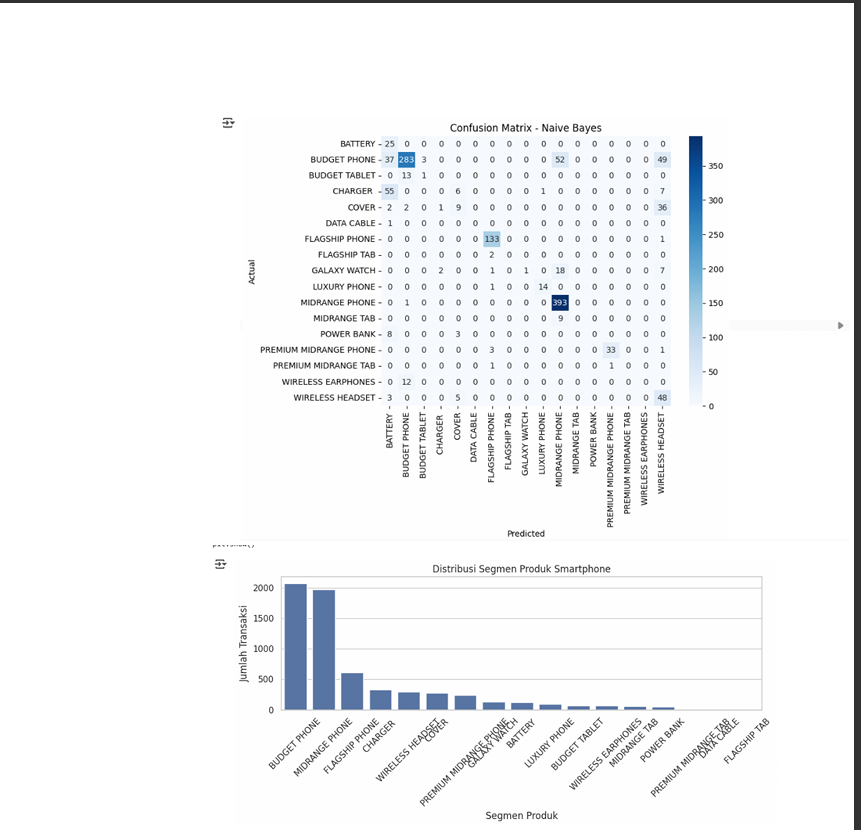 Confusion Matrix - Naive Bayes
BATTERY - 25 0 0 0 0 0 0 0 0 0 0 0 0 0 0 0 0
BUDGET PHONE - 37 283 3 0 0 0 0 0 0 0 52 0 0 0 0 0 49
BUDGET TABLET - 0 13 1 0 0 0 0 0 0 0 0 0 0 0 0 0 0
CHARGER - 55 0 0 0 6 0 0 0 0 1 0 0 0 0 0 0 7
COVER - 2 2 0 1 9 0 0 0 0 0 0 0 0 0 0 0 36
DATA CABLE - 1 0 0 0 0 0 0 0 0 0 0 0 0 0 0 0 0
FLAGSHIP PHONE - 0 0 0 0 0 0 133 0 0 0 0 0 0 0 0 0 1
FLAGSHIP TAB - 0 0 0 0 0 0 2 0 0 0 0 0 0 0 0 0 0
GALAXY WATCH - 0 0 0 2 0 0 1 0 1 0 18 0 0 0 0 0 7
LUXURY PHONE - 0 0 0 0 0 0 1 0 0 14 0 0 0 0 0 0 0
MIDRANGE PHONE - 0 1 0 0 0 0 0 0 0 0 393 0 0 0 0 0 0
MIDRANGE TAB - 0 0 0 0 0 0 0 0 0 0 9 0 0 0 0 0 0
POWER BANK - 8 0 0 0 3 0 0 0 0 0 0 0 0 0 0 0 0
PREMIUM MIDRANGE PHONE - 0 0 0 0 0 0 3 0 0 0 0 0 0 33 0 0 1
PREMIUM MIDRANGE TAB - 0 0 0 0 0 0 1 0 0 0 0 0 0 1 0 0 0
WIRELESS EARPHONES - 0 12 0 0 0 0 0 0 0 0 0 0 0 0 0 0 0
WIRELESS HEADSET - 3 0 0 0 5 0 0 0 0 0 0 0 0 0 0 0 48
Actual
BATTERY
BUDGET PHONE
BUDGET TABLET
CHARGER
COVER
DATA CABLE
FLAGSHIP PHONE
FLAGSHIP TAB
GALAXY WATCH
LUXURY PHONE
MIDRANGE PHONE
MIDRANGE TAB
POWER BANK
PREMIUM MIDRANGE PHONE
PREMIUM MIDRANGE TAB
WIRELESS EARPHONES
WIRELESS HEADSET
Predicted
350
300
250
200
150
100
50
0
Distribusi Segmen Produk Smartphone
Jumlah Transaksi
2000
1500
1000
500
0
BUDGET PHONE
MIDRANGE PHONE
FLAGSHIP PHONE
CHARGER
WIRELESS HEADSET
COVER
PREMIUM MIDRANGE PHONE
GALAXY WATCH
BATTERY
LUXURY PHONE
BUDGET TABLET
WIRELESS EARPHONES
MIDRANGE TAB
POWER BANK
PREMIUM MIDRANGE TAB
DATA CABLE
FLAGSHIP TAB
Segmen Produk